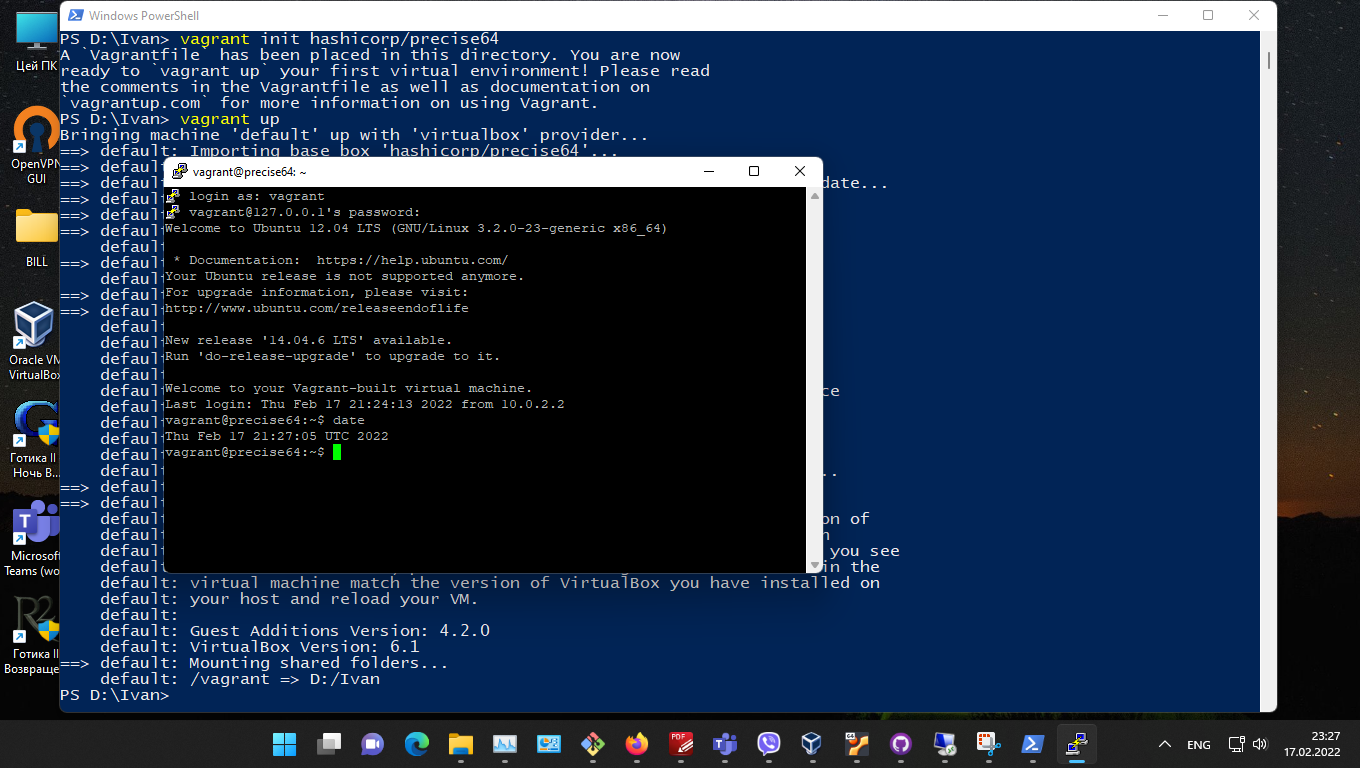 Windows PowerShell
PS D:\Ivan> vagrant init hashicorp/precise64
A `Vagrantfile` has been placed in this directory. You are now
ready to `vagrant up` your first virtual environment! Please read
the comments in the Vagrantfile as well as documentation on
`vagrantup.com` for more information on using Vagrant.
PS D:\Ivan> vagrant up
Bringing machine 'default' up with 'virtualbox' provider...
==> default: Importing base box 'hashicorp/precise64'...
==> default
==> default date...
==> default
==> default
==> default
default
==> default
default
==> default
==> default
default
default
default
default
default ce
default
default
default
default
default ..
==> default
==> default
default on of
default
default you see
default in the
default: virtual machine match the version of VirtualBox you have installed on
default: your host and reload your VM.
default:
default: Guest Additions Version: 4.2.0
default: VirtualBox Version: 6.1
==> default: Mounting shared folders...
default: /vagrant => D:/Ivan
PS D:\Ivan>
vagrant@precise64: ~
login as: vagrant
vagrant@127.0.0.1's password:
Welcome to Ubuntu 12.04 LTS (GNU/Linux 3.2.0-23-generic x86_64)
* Documentation:  https://help.ubuntu.com/
Your Ubuntu release is not supported anymore.
For upgrade information, please visit:
http://www.ubuntu.com/releaseendoflife
New release '14.04.6 LTS' available.
Run 'do-release-upgrade' to upgrade to it.
Welcome to your Vagrant-built virtual machine.
Last login: Thu Feb 17 21:24:13 2022 from 10.0.2.2
vagrant@precise64:~$ date
Thu Feb 17 21:27:05 UTC 2022
vagrant@precise64:~$
Цей ПК
OpenVPN
GUI
BILL
Oracle VM
VirtualBox
Готика II
Ночь В...
Microsoft
Teams (wo
Готика II
Возвраще
ENG
23:27
17.02.2022